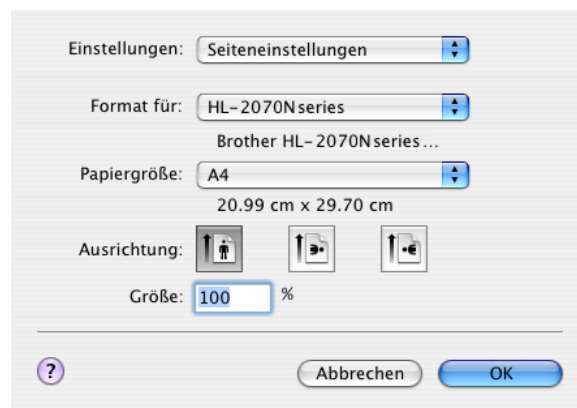 Einstellungen: Seiteneinstellungen
Format für: HL-2070N series
Brother HL-2070N series...
Papiergröße: A4
20.99 cm x 29.70 cm
Ausrichtung:
Größe: 100 %
? Abbrechen OK